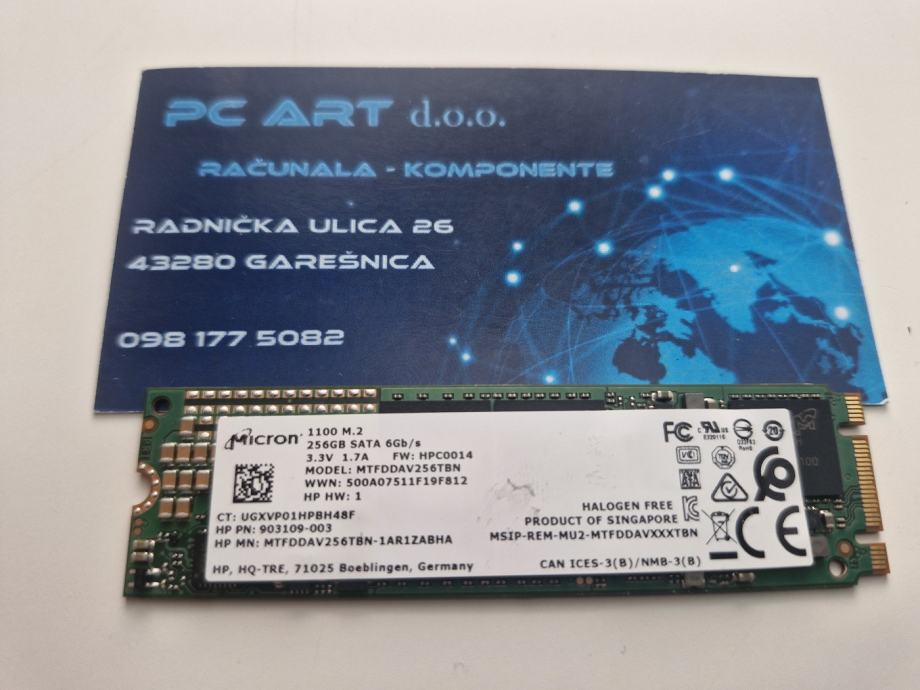 PC ART d.o.o.
RAČUNALA - KOMPONENTE
RADNIČKA ULICA 26
43280 GAREŠNICA
098 177 5082
Micron
1100 M.2
256GB SATA 6Gb/s
3.3V 1.7A FW: HPC0014
MODEL: MTFDDAV256TBN
WWN: 500A07511F19F812
HP HW: 1
CT: UGXVP01HPBH48F
HP PN: 903109-003
HP MN: MTFDDAV256TBN-1AR1ZABHA
HP, HQ-TRE, 71025 Boeblingen, Germany
HALOGEN FREE
PRODUCT OF SINGAPORE
MSIP-REM-MU2-MTFDDAVXXXTBN
CAN ICES-3(B)/NMB-3(B)